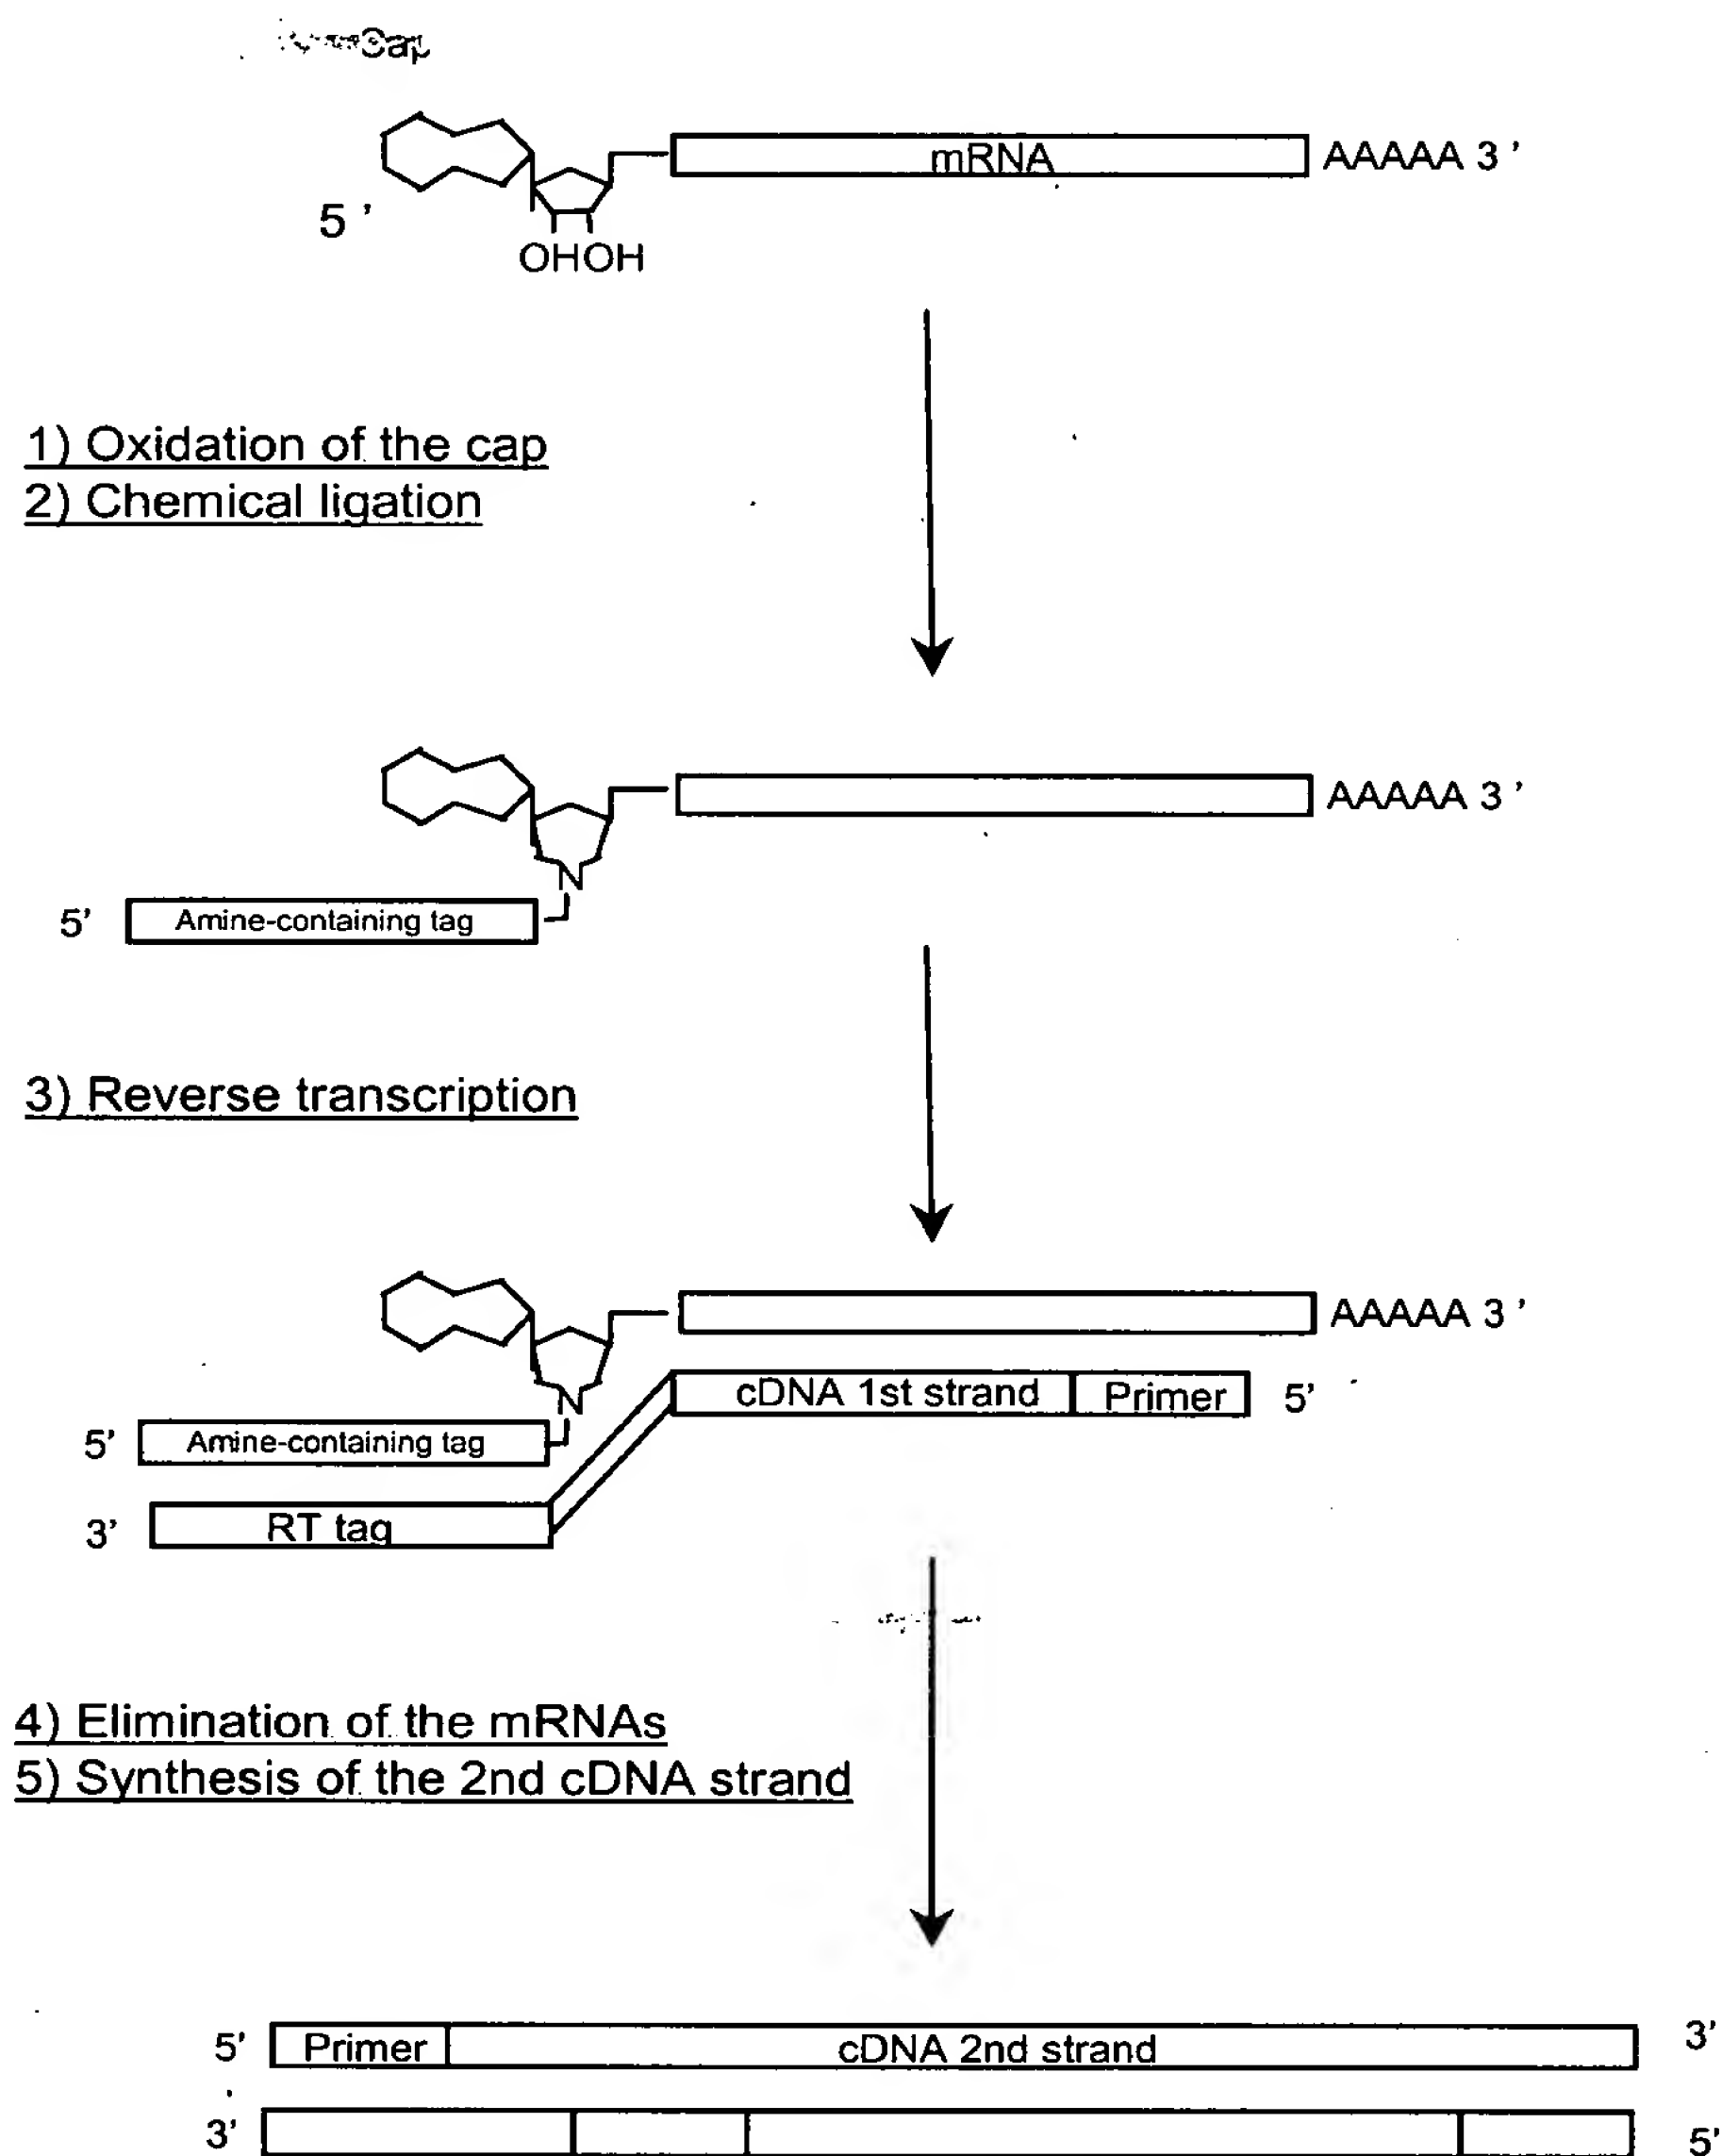 Cap
mRNA AAAAA 3 '
5 '
OHOH
1) Oxidation of the cap
2) Chemical ligation
AAAAA 3 '
N
5' Amine-containing tag
3) Reverse transcription
AAAAA 3 '
cDNA 1st strand Primer 5'
N
5' Amine-containing tag
3' RT tag
4) Elimination of the mRNAs
5) Synthesis of the 2nd cDNA strand
5' Primer cDNA 2nd strand 3'
3' 5'